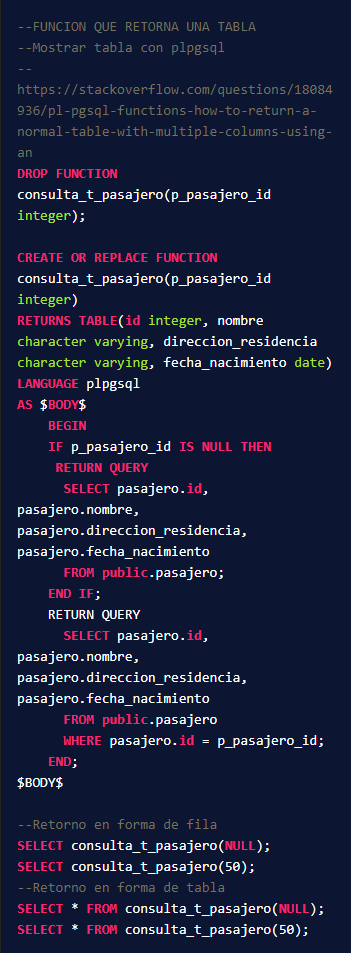 --FUNCION QUE RETORNA UNA TABLA
--Mostrar tabla con plpgsql
--
https://stackoverflow.com/questions/18084
936/pl-pgsql-functions-how-to-return-a-
normal-table-with-multiple-columns-using-
an
DROP FUNCTION
consulta_t_pasajero(p_pasajero_id
integer);

CREATE OR REPLACE FUNCTION
consulta_t_pasajero(p_pasajero_id
integer)
RETURNS TABLE(id integer, nombre
character varying, direccion_residencia
character varying, fecha_nacimiento date)
LANGUAGE plpgsql
AS $BODY$
    BEGIN
    IF p_pasajero_id IS NULL THEN
     RETURN QUERY
      SELECT pasajero.id,
pasajero.nombre,
pasajero.direccion_residencia,
pasajero.fecha_nacimiento
      FROM public.pasajero;
    END IF;
    RETURN QUERY
      SELECT pasajero.id,
pasajero.nombre,
pasajero.direccion_residencia,
pasajero.fecha_nacimiento
      FROM public.pasajero
      WHERE pasajero.id = p_pasajero_id;
    END;
$BODY$

--Retorno en forma de fila
SELECT consulta_t_pasajero(NULL);
SELECT consulta_t_pasajero(50);
--Retorno en forma de tabla
SELECT * FROM consulta_t_pasajero(NULL);
SELECT * FROM consulta_t_pasajero(50);